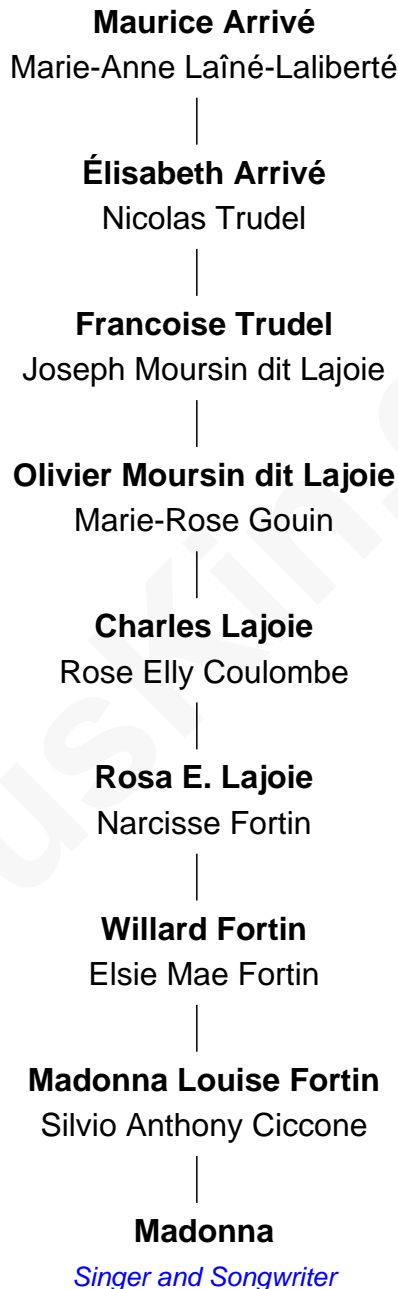 Maurice Arrivé
Marie-Anne Laîné-Laliberté
Élisabeth Arrivé
Nicolas Trudel
Francoise Trudel
Joseph Moursin dit Lajoie
Olivier Moursin dit Lajoie
Marie-Rose Gouin
Charles Lajoie
Rose Elly Coulombe
Rosa E. Lajoie
Narcisse Fortin
Willard Fortin
Elsie Mae Fortin
Madonna Louise Fortin
Silvio Anthony Ciccone
Madonna
Singer and Songwriter